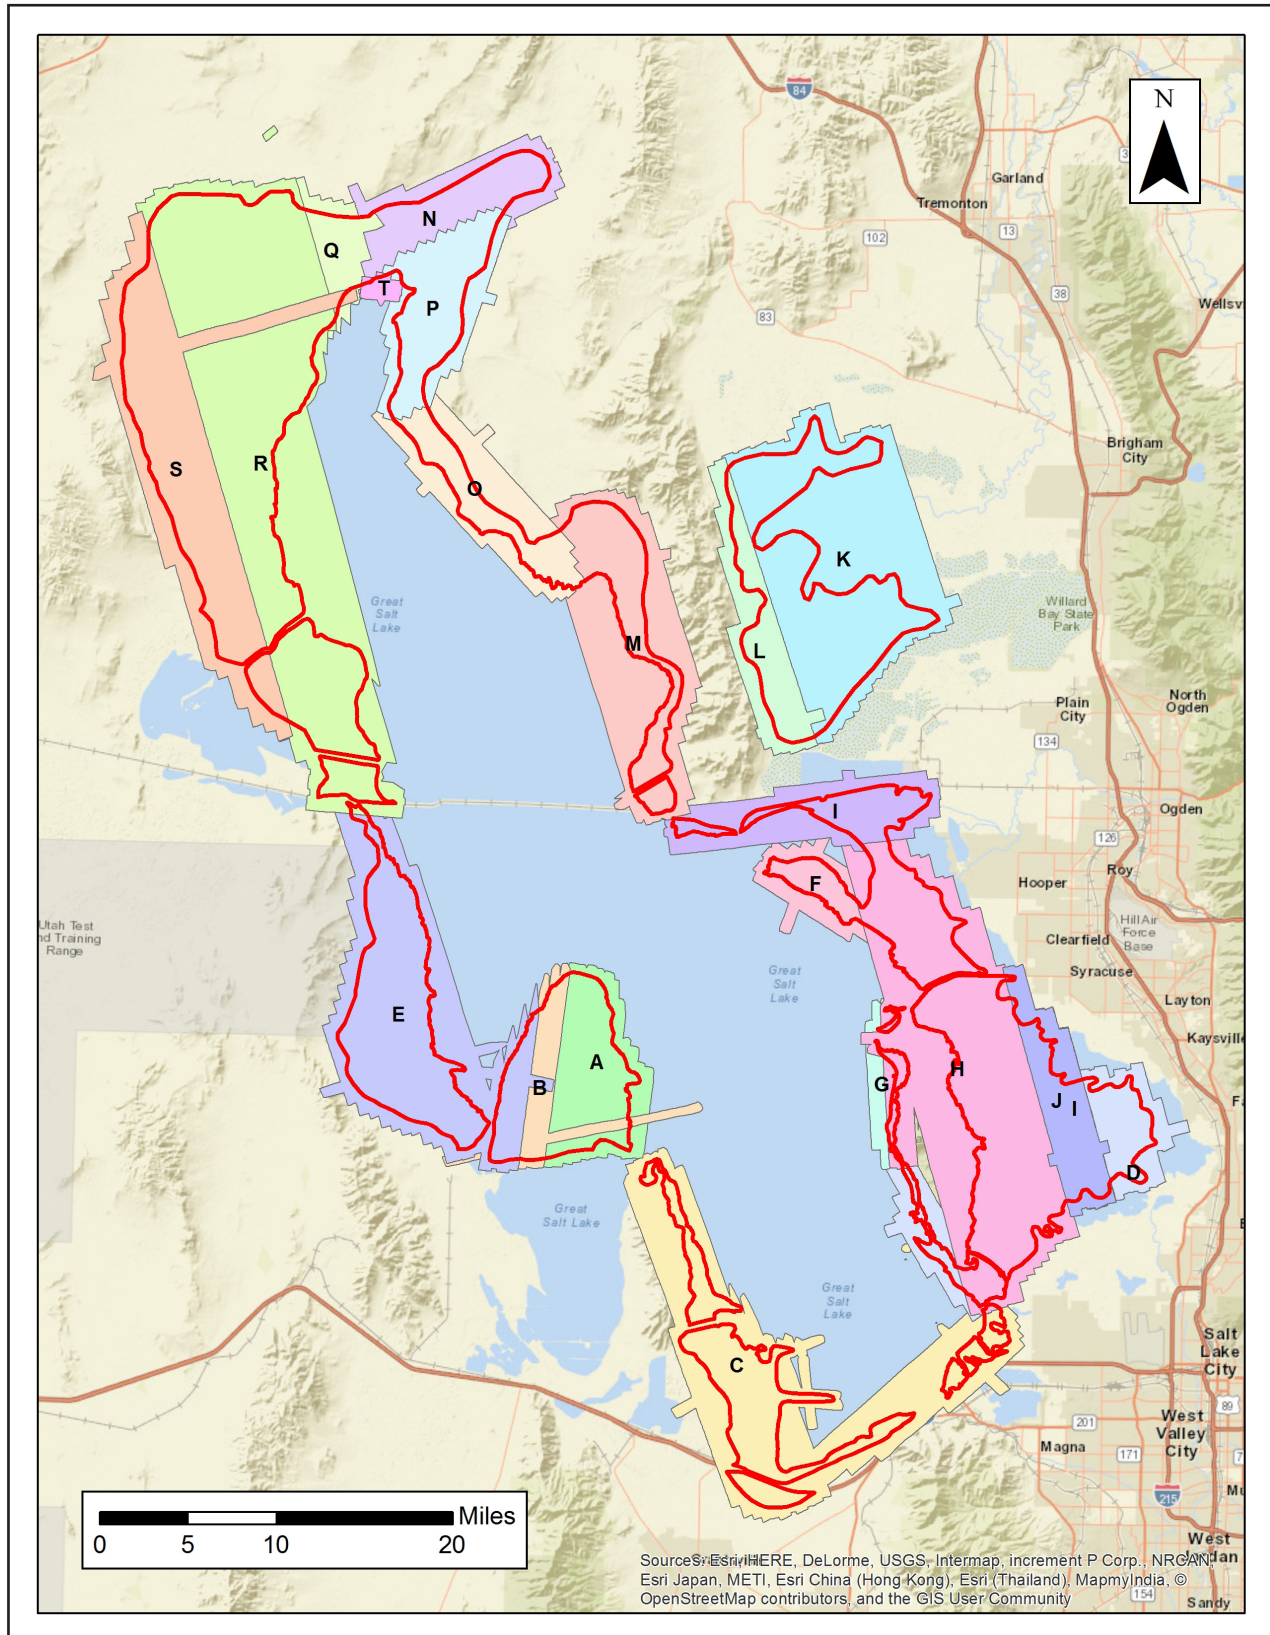 N
84
Garland
Tremonton
13
102
38
83
Wellsv
N
Q
T
P
Brigham
City
S
R
O
K
Great
Salt
Lake
Willard
Bay State
Park
M
L
North
Ogden
Plain
City
134
Ogden
I
126
Roy
F
Hooper
Utah Test
nd Training
Range
Hill Air
Force
Base
Clearfield
Syracuse
Great
Salt
Lake
Layton
E
Kaysville
A
H
B
G
J
I
D
Great
Salt Lake
Great
Salt
Lake
Salt
Lake
City
C
89
201
West
Valley
City
Magna
171
215
Miles
0
5
10
20
West
Sources: Esri, HERE, DeLorme, USGS, Intermap, increment P Corp., NRCAN,
Esri Japan, METI, Esri China (Hong Kong), Esri (Thailand), MapmyIndia, ©
OpenStreetMap contributors, and the GIS User Community
154
Sandy